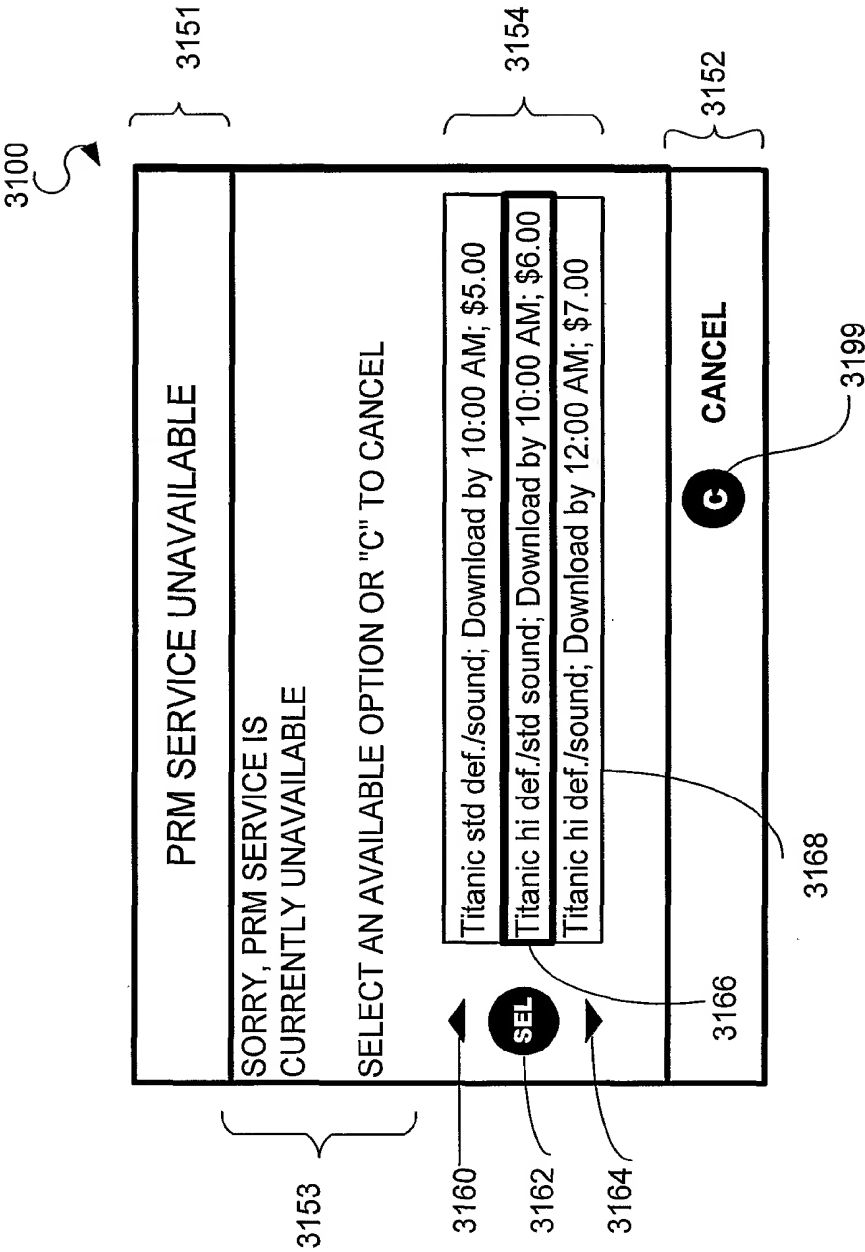 3100
PRM SERVICE UNAVAILABLE
3151
SORRY, PRM SERVICE IS
CURRENTLY UNAVAILABLE
3153
SELECT AN AVAILABLE OPTION OR "C" TO CANCEL
3160
Titanic std def./sound; Download by 10:00 AM; $5.00
3154
3162
SEL
Titanic hi def./std sound; Download by 10:00 AM; $6.00
3164
Titanic hi def./sound; Download by 12:00 AM; $7.00
3166
3168
C
CANCEL
3152
3199